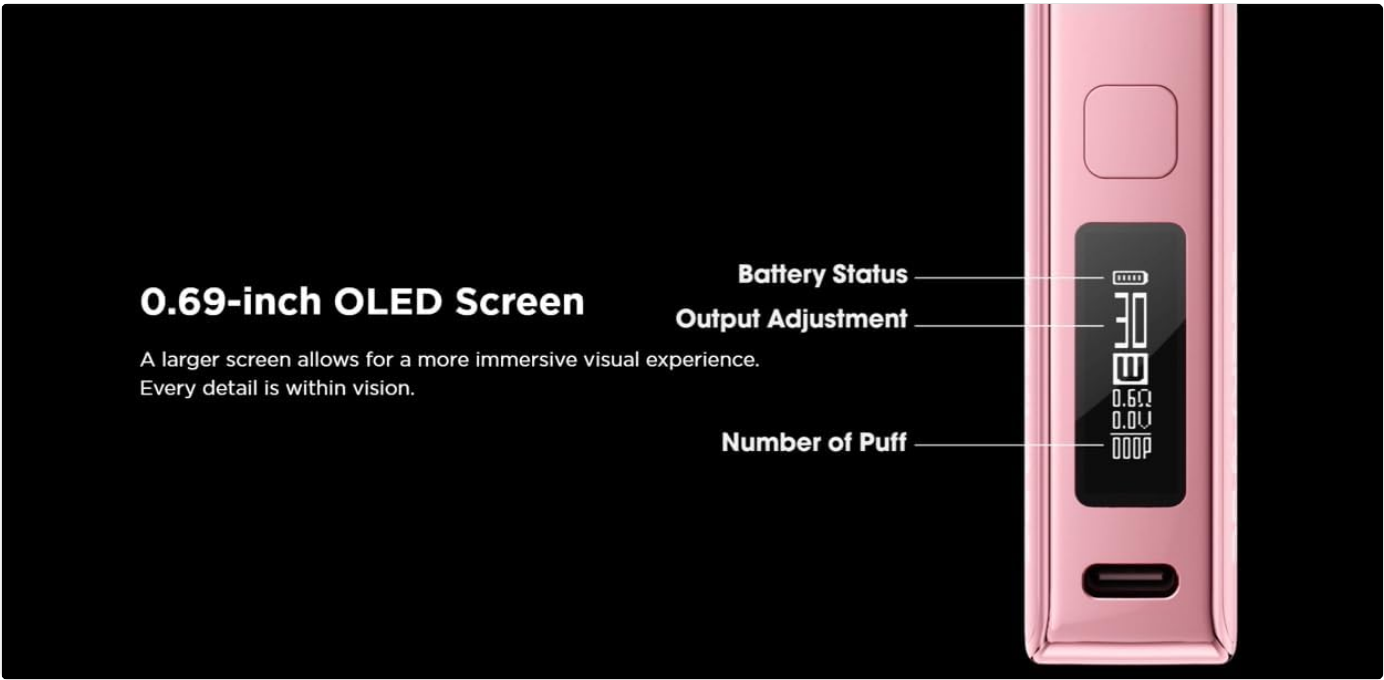 0.69-inch OLED Screen
A larger screen allows for a more immersive visual experience.
Every detail is within vision.
Battery Status
Output Adjustment
Number of Puff
30
W
0.6Ω
0.0V
000P